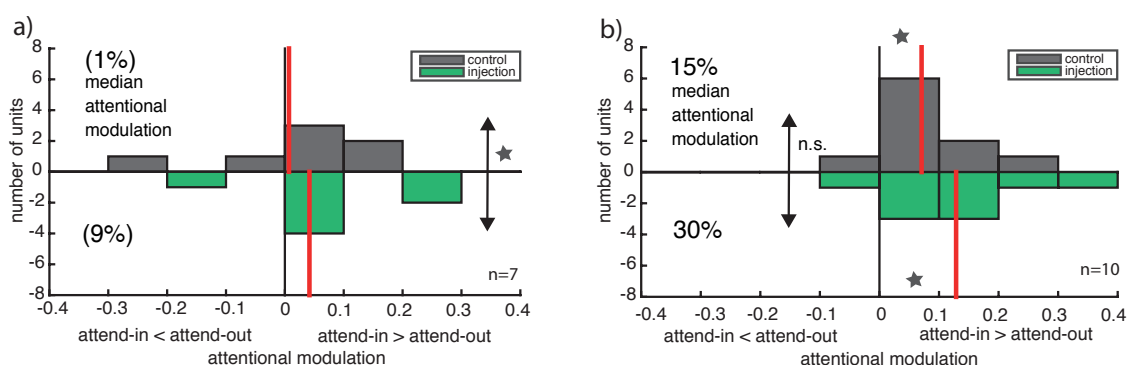 a)
8
6
4
2
0
-2
-4
-6
-8
number of units
(1%)
median
attentional
modulation
(9%)
control
injection
n=7
-0.4 -0.3 -0.2 -0.1 0 0.1 0.2 0.3 0.4
attend-in < attend-out attend-in > attend-out
attentional modulation
b)
8
6
4
2
0
-2
-4
-6
-8
number of units
15%
median
attentional
modulation
n.s.
30%
control
injection
n=10
-0.4 -0.3 -0.2 -0.1 0 0.1 0.2 0.3 0.4
attend-in < attend-out attend-in > attend-out
attentional modulation